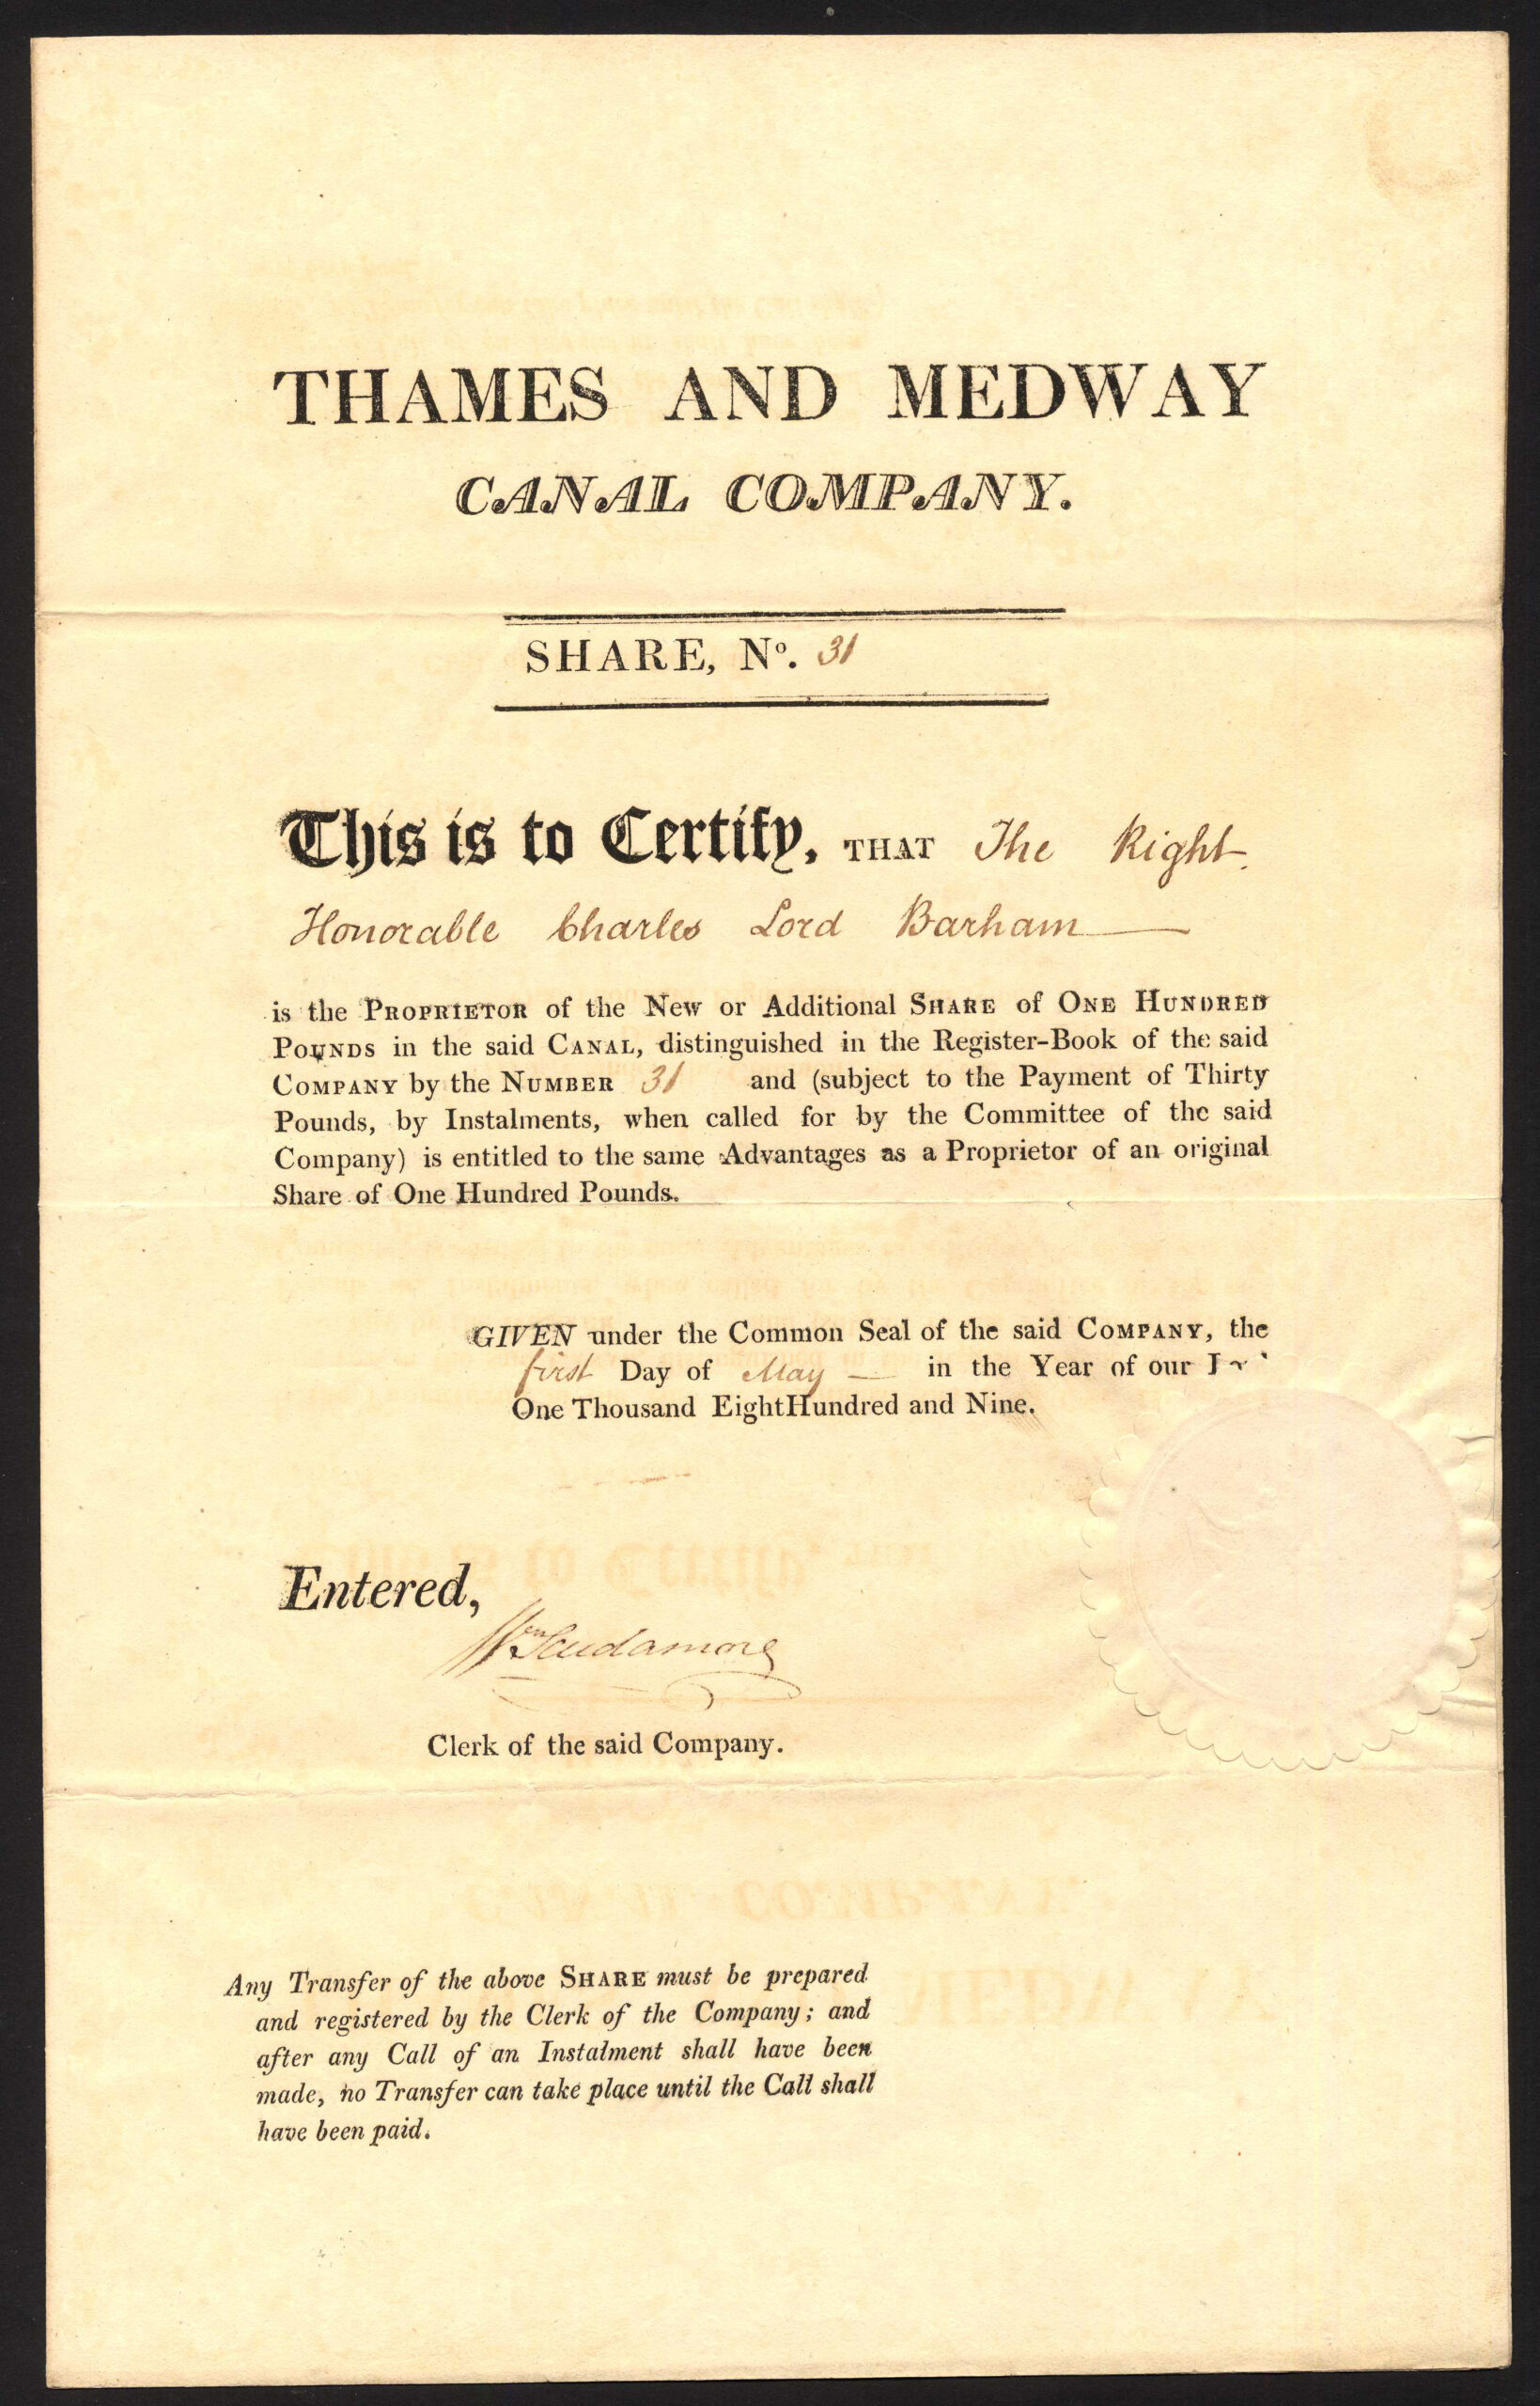 THAMES AND MEDWAY
CANAL COMPANY.
SHARE, No. 31
This is to Certify, THAT The Right
Honorable Charles Lord Barham
is the PROPRIETOR of the New or Additional SHARE of ONE HUNDRED
POUNDS in the said CANAL, distinguished in the Register-Book of the said
COMPANY by the NUMBER 31 and (subject to the Payment of Thirty
Pounds, by Instalments, when called for by the Committee of the said
Company) is entitled to the same Advantages as a Proprietor of an original
Share of One Hundred Pounds.
GIVEN under the Common Seal of the said COMPANY, the
first Day of May — in the Year of our
One Thousand EightHundred and Nine.
Entered,
Wm Scudamore
Clerk of the said Company.
Any Transfer of the above SHARE must be prepared
and registered by the Clerk of the Company; and
after any Call of an Instalment shall have been
made, no Transfer can take place until the Call shall
have been paid.